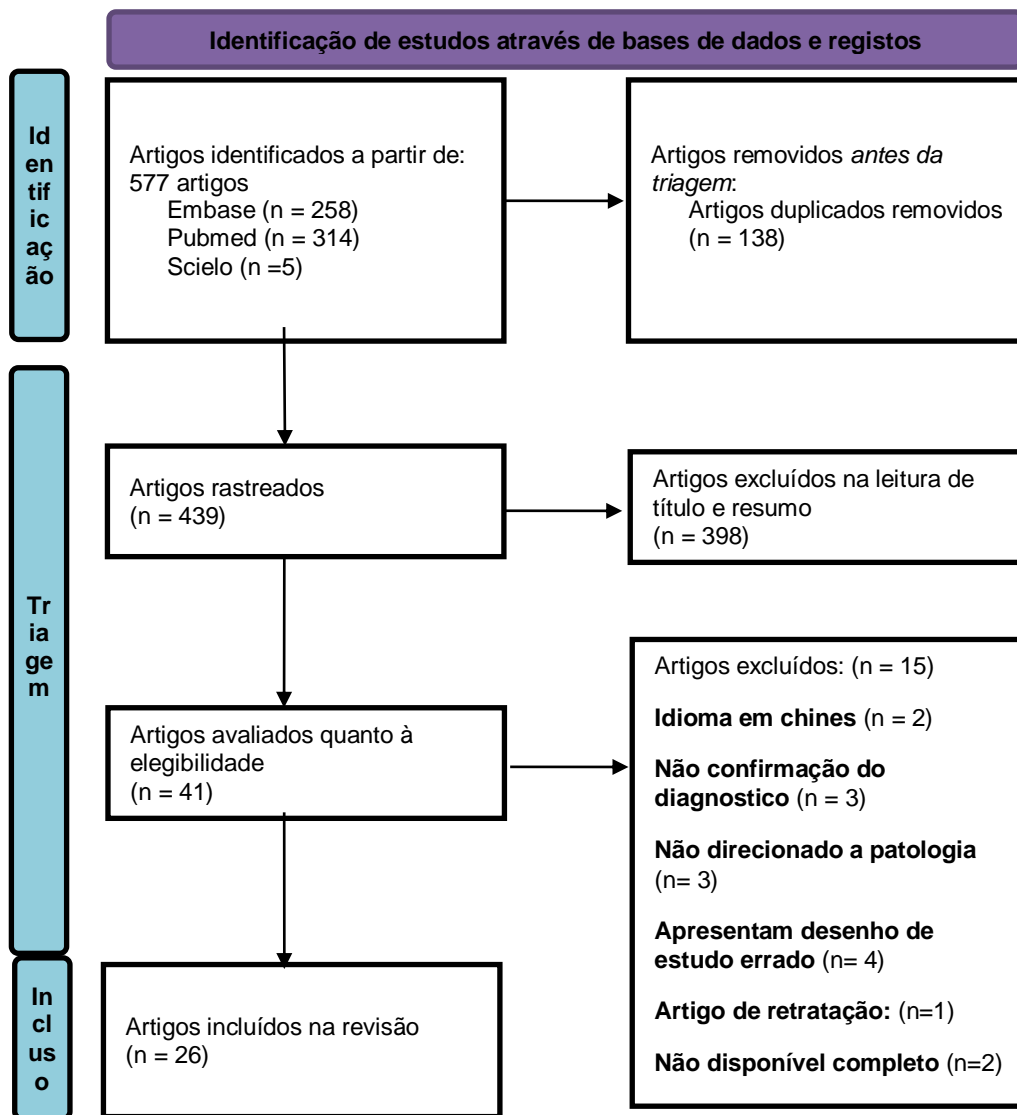 Identificação de estudos através de bases de dados e registos
Id
en
tif
ic
aç
ão
Artigos identificados a partir de:
577 artigos
Embase (n = 258)
Pubmed (n = 314)
Scielo (n =5)
Artigos removidos antes da
triagem:
Artigos duplicados removidos
(n = 138)
Tr
ia
ge
m
Artigos rastreados
(n = 439)
Artigos excluídos na leitura de
título e resumo
(n = 398)
Artigos avaliados quanto à
elegibilidade
(n = 41)
Artigos excluídos: (n = 15)
Idioma em chines (n = 2)
Não confirmação do
diagnostico (n = 3)
Não direcionado a patologia
(n= 3)
Apresentam desenho de
estudo errado (n= 4)
Artigo de retratação: (n=1)
Não disponível completo (n=2)
In
cl
us
o
Artigos incluídos na revisão
(n = 26)